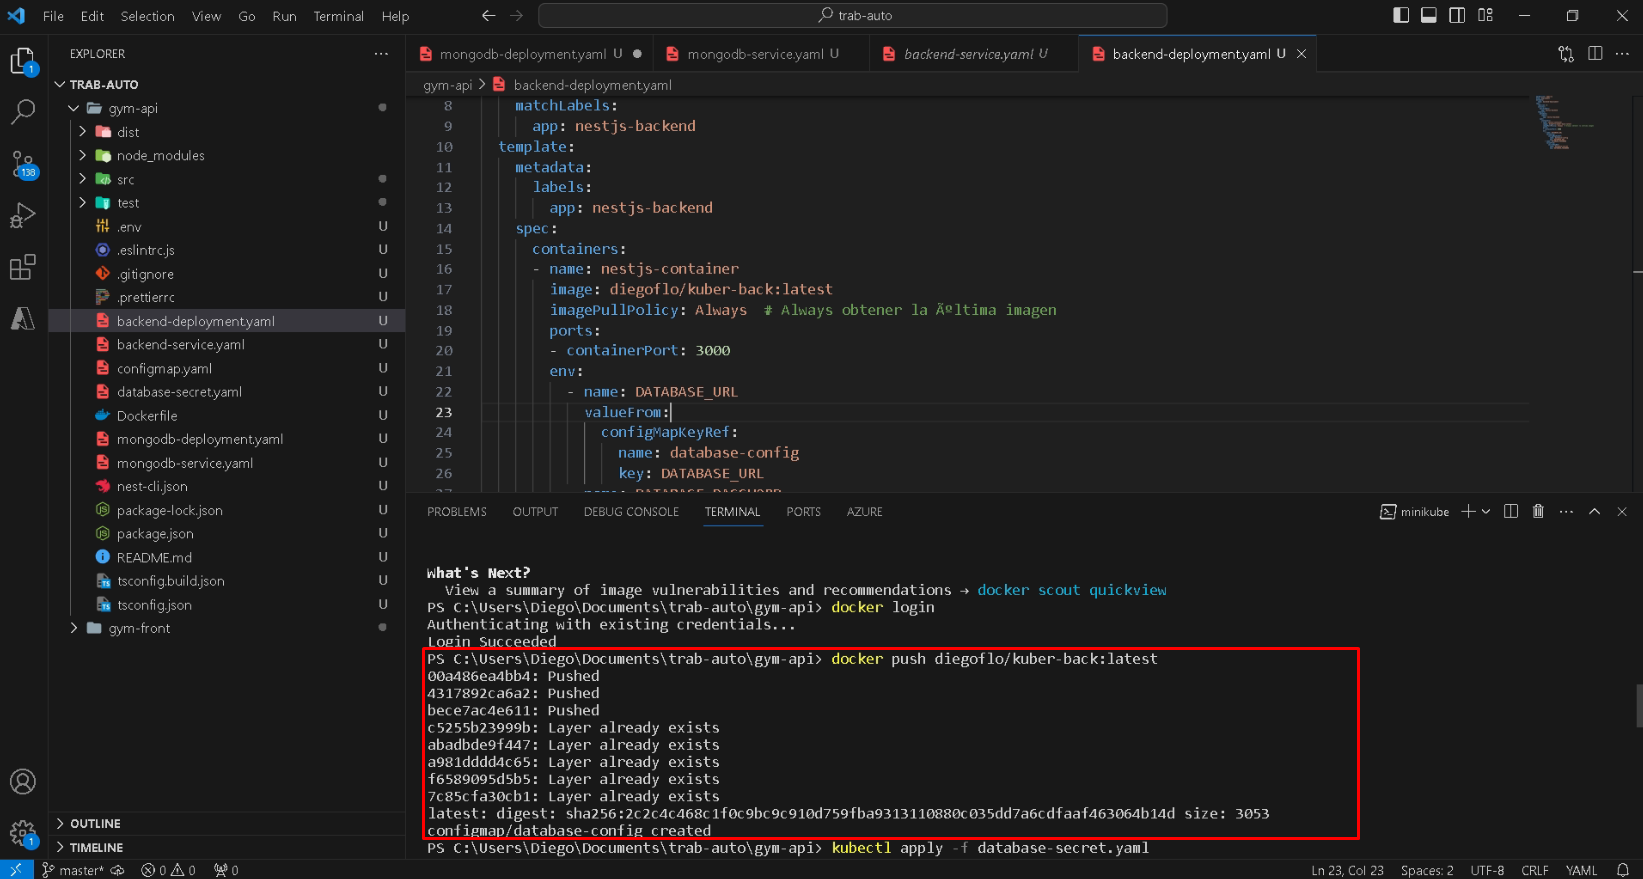 File Edit Selection View Go Run Terminal Help
trab-auto
EXPLORER
TRAB-AUTO
gym-api
dist
node_modules
src
test
.env U
.eslintrc.js U
.gitignore U
.prettierrc U
backend-deployment.yaml U
backend-service.yaml U
configmap.yaml U
database-secret.yaml U
Dockerfile U
mongodb-deployment.yaml U
mongodb-service.yaml U
nest-cli.json U
package-lock.json U
package.json U
README.md U
tsconfig.build.json U
tsconfig.json U
gym-front
OUTLINE
TIMELINE
1
138
1
mongodb-deployment.yaml U
mongodb-service.yaml U
backend-service.yaml U
backend-deployment.yaml U
gym-api > backend-deployment.yaml
8 matchLabels:
9 app: nestjs-backend
10 template:
11 metadata:
12 labels:
13 app: nestjs-backend
14 spec:
15 containers:
16 - name: nestjs-container
17 image: diegoflo/kuber-back:latest
18 imagePullPolicy: Always # Always obtener la Ãºltima imagen
19 ports:
20 - containerPort: 3000
21 env:
22 - name: DATABASE_URL
23 valueFrom:
24 configMapKeyRef:
25 name: database-config
26 key: DATABASE_URL
PROBLEMS OUTPUT DEBUG CONSOLE TERMINAL PORTS AZURE
minikube
What's Next?
View a summary of image vulnerabilities and recommendations → docker scout quickview
PS C:\Users\Diego\Documents\trab-auto\gym-api> docker login
Authenticating with existing credentials...
Login Succeeded
PS C:\Users\Diego\Documents\trab-auto\gym-api> docker push diegoflo/kuber-back:latest
00a486ea4bb4: Pushed
4317892ca6a2: Pushed
bece7ac4e611: Pushed
c5255b23999b: Layer already exists
abadbde9f447: Layer already exists
a981dddd4c65: Layer already exists
f6589095d5b5: Layer already exists
7c85cfa30cb1: Layer already exists
latest: digest: sha256:2c2c4c468c1f0c9bc9c910d759fba9313110880c035dd7a6cdfaaf463064b14d size: 3053
configmap/database-config created
PS C:\Users\Diego\Documents\trab-auto\gym-api> kubectl apply -f database-secret.yaml
master* 0 0 0
Ln 23, Col 23 Spaces: 2 UTF-8 CRLF YAML